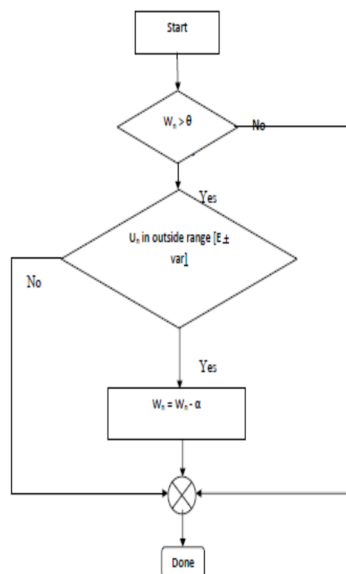 Start
Wₙ > θ
No
Yes
Uₙ in outside range [E ±
var]
No
Yes
Wₙ = Wₙ - α
Done